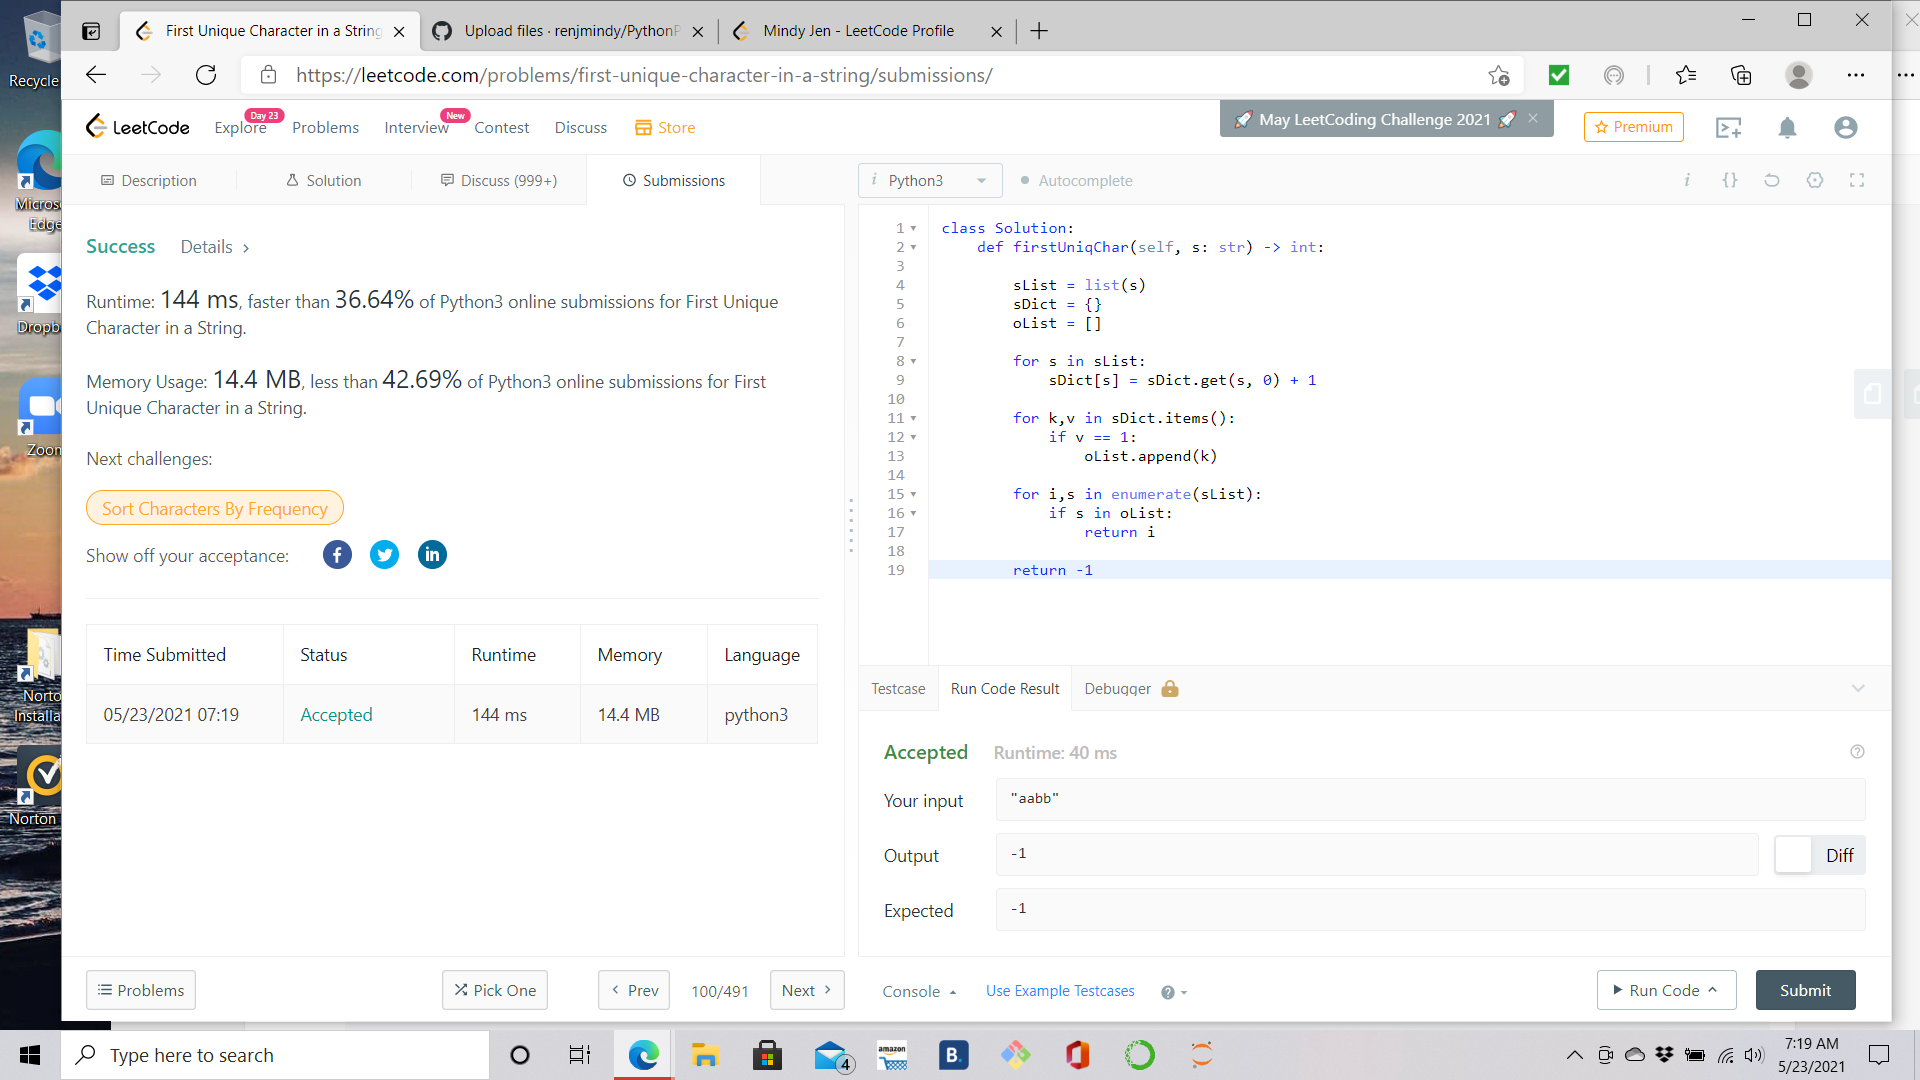 First Unique Character in a String
Upload files · renjmindy/PythonP
Mindy Jen - LeetCode Profile
https://leetcode.com/problems/first-unique-character-in-a-string/submissions/
Recycle
Micros
Edge
Dropb
Zoom
Norto
Installa
Norton
LeetCode
Explore
Day 23
Problems
Interview
New
Contest
Discuss
Store
🚀 May LeetCoding Challenge 2021 🚀
Premium
Description
Solution
Discuss (999+)
Submissions
Success
Details
Runtime: 144 ms, faster than 36.64% of Python3 online submissions for First Unique
Character in a String.
Memory Usage: 14.4 MB, less than 42.69% of Python3 online submissions for First
Unique Character in a String.
Next challenges:
Sort Characters By Frequency
Show off your acceptance:
Time Submitted Status Runtime Memory Language
05/23/2021 07:19 Accepted 144 ms 14.4 MB python3
Problems
Pick One
Prev
100/491
Next
i Python3
Autocomplete
i {}
1 class Solution:
2     def firstUniqChar(self, s: str) -> int:
3
4         sList = list(s)
5         sDict = {}
6         oList = []
7
8         for s in sList:
9             sDict[s] = sDict.get(s, 0) + 1
10
11         for k,v in sDict.items():
12             if v == 1:
13                 oList.append(k)
14
15         for i,s in enumerate(sList):
16             if s in oList:
17                 return i
18
19         return -1
Testcase
Run Code Result
Debugger
Accepted
Runtime: 40 ms
Your input
"aabb"
Output
-1
Diff
Expected
-1
Console
Use Example Testcases
Run Code
Submit
Type here to search
4
amazon
B.
7:19 AM
5/23/2021